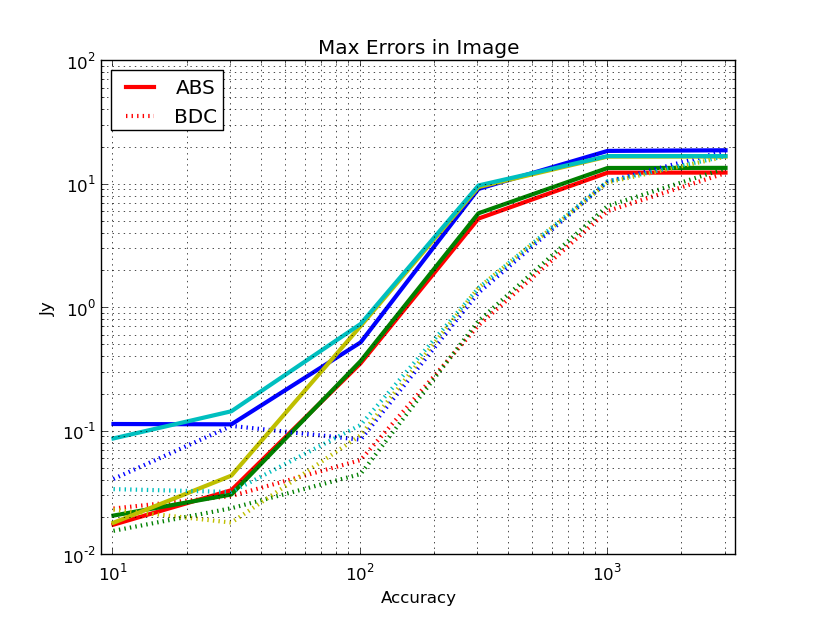 Max Errors in Image
10^2
ABS
BDC
10^1
10^0
Jy
10^-1
10^-2
10^1 10^2 10^3
Accuracy